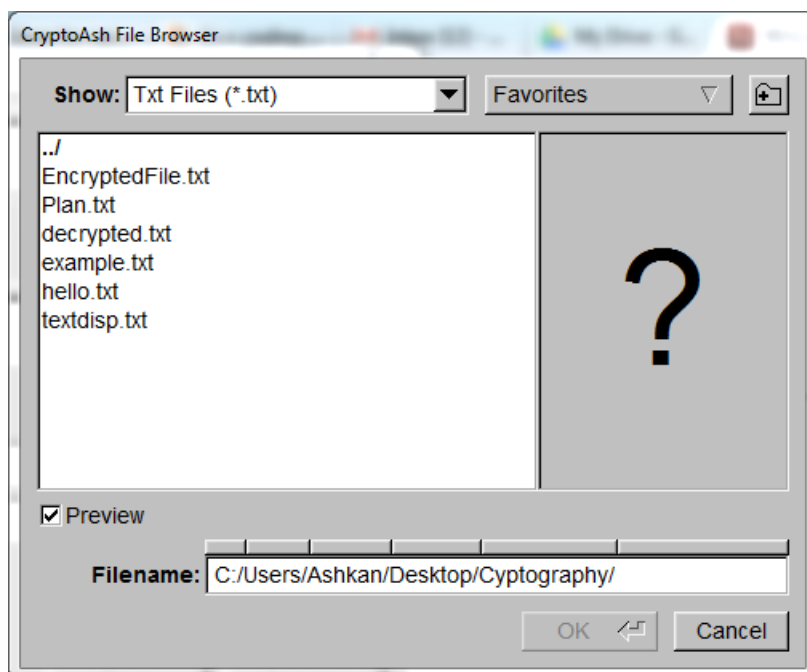 CryptoAsh File Browser
Show: Txt Files (*.txt) Favorites
../
EncryptedFile.txt
Plan.txt
decrypted.txt
example.txt
hello.txt
textdisp.txt
?
Preview
Filename: C:/Users/Ashkan/Desktop/Cyptography/
OK Cancel